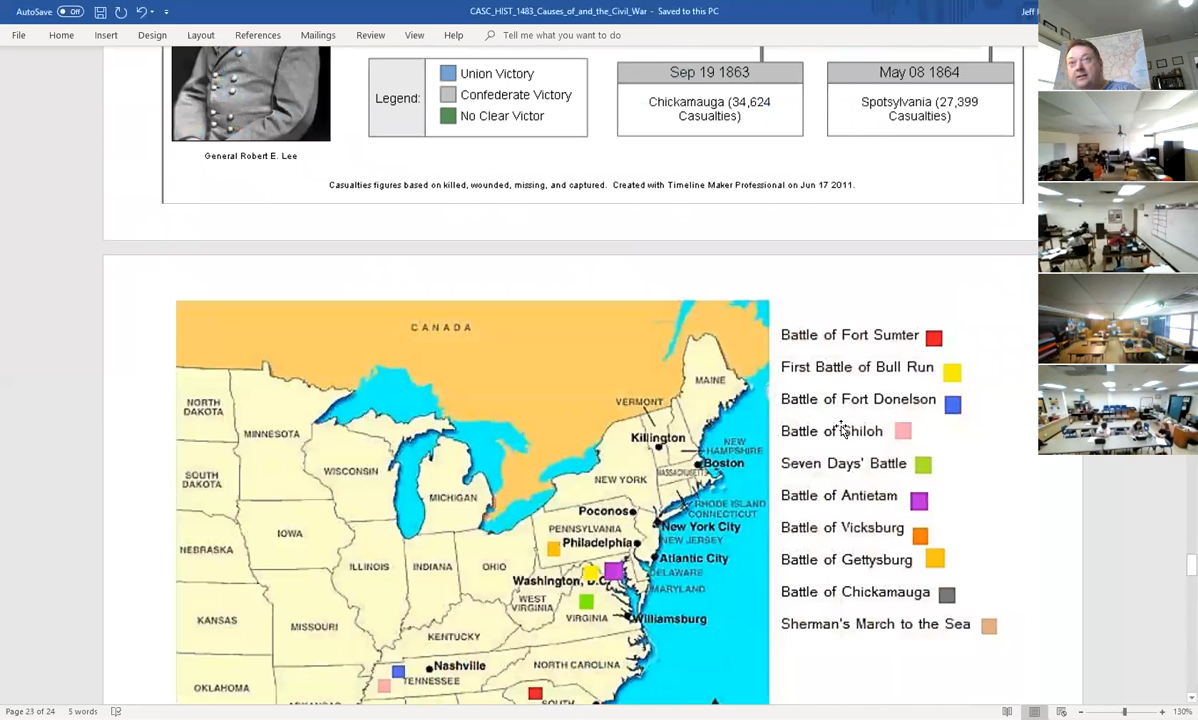 AutoSave Off
CASC_HIST_1483_Causes_of_and_the_Civil_War - Saved to this PC
Jeff
File Home Insert Design Layout References Mailings Review View Help Tell me what you want to do
Legend:
Union Victory
Confederate Victory
No Clear Victor
Sep 19 1863
Chickamauga (34,624
Casualties)
May 08 1864
Spotsylvania (27,399
Casualties)
General Robert E. Lee
Casualties figures based on killed, wounded, missing, and captured. Created with Timeline Maker Professional on Jun 17 2011.
CANADA
NORTH
DAKOTA
MINNESOTA
SOUTH
DAKOTA
WISCONSIN
MICHIGAN
IOWA
NEBRASKA
ILLINOIS
INDIANA
OHIO
KANSAS
MISSOURI
KENTUCKY
WEST
VIRGINIA
VIRGINIA
OKLAHOMA
Nashville
TENNESSEE
NORTH CAROLINA
SOUTH
MAINE
VERMONT
Killington
NEW
HAMPSHIRE
Boston
MASSACHUSETTS
NEW YORK
RHODE ISLAND
CONNECTICUT
Poconos
New York City
PENNSYLVANIA
NEW JERSEY
Philadelphia
Atlantic City
Washington, D.C.
DELAWARE
MARYLAND
Williamsburg
Battle of Fort Sumter
First Battle of Bull Run
Battle of Fort Donelson
Battle of Shiloh
Seven Days' Battle
Battle of Antietam
Battle of Vicksburg
Battle of Gettysburg
Battle of Chickamauga
Sherman's March to the Sea
Page 23 of 24 5 words
130%